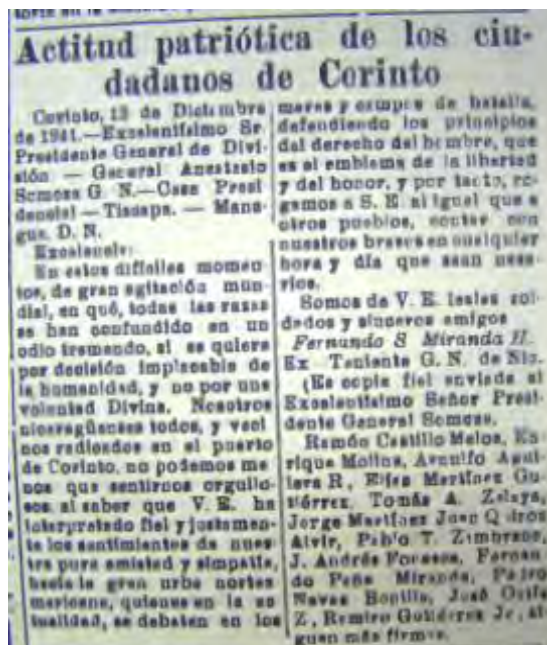 Actitud patriótica de los ciu-
dadanos de Corinto
Corinto, 13 de Diciembre
de 1941.—Excelentísimo Sr
Presidente General de Divi-
sión — General Anastasio
Somoza G N.—Casa Presi
dencial — Tiscapa. — Mana-
gua. D. N.
En estos difíciles momen
tos, de gran agitación mun-
dial, en qué, todas las razas
se han confundido en un
odio tremendo, si se quiere
por decisión implacable de
la humanidad, y no por una
voluntad Divina. Nosotros
nicaragüenses todos, y veci
nos radicados en el puerto
de Corinto, no podemos me
nos que sentirnos orgullo-
sos, al saber que V. E. ha
interpretado fiel y justamen-
te los sentimientos de nues-
tra pura amistad y simpatía,
hacia la gran urbe nortea
mericana, quienes en la ac
tualidad, se debaten en los
mares y campos de batalla,
defendiendo los principios
del derecho del hombre, que
es el emblema de la libertad
y del honor, y por tanto, ro
gamos a S. E al igual que a
otros pueblos, contar con
nuestros brazos en cualquier
hora y día que sean nece-
rios.
Somos de V. E. leales sol
dados y sinceros amigos
Fernando S Miranda H.
Ex Teniente G. N. de Nic.
(Es copia fiel enviada al
Excelentísimo Señor Presi-
dente General Somoza.
Ramón Castillo Melos, En
rique Molina, Arnulfo Agui
lera R, Elías Martínez Gu
tiérrez, Tomás A. Zelaya,
Jorge Martínez Juan Quiros
Alvir, Pablo T. Zambrano,
J. Andrés Fonseca, Fernan
do Peña Miranda, Pedro
Navas Bonilla, José
Z, Ramiro Gutiérrez Jr, si
guen más firmas.